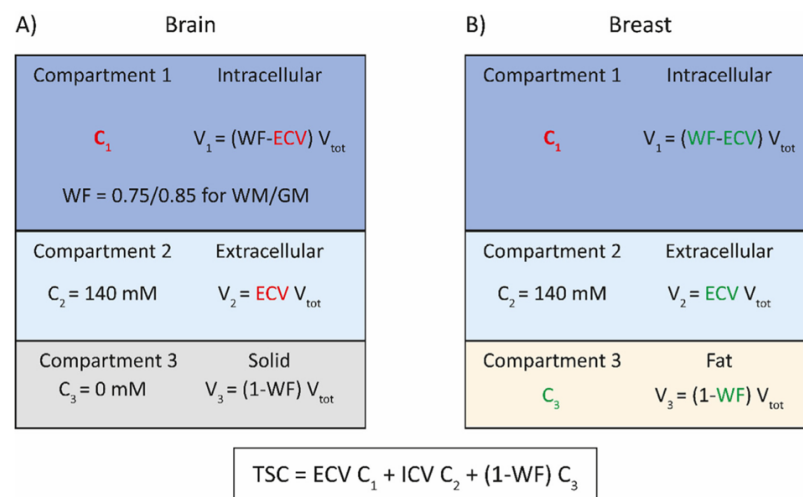 A) Brain
Compartment 1 Intracellular
C₁ V₁ = (WF-ECV) Vtot
WF = 0.75/0.85 for WM/GM
Compartment 2 Extracellular
C₂ = 140 mM V₂ = ECV Vtot
Compartment 3 Solid
C₃ = 0 mM V₃ = (1-WF) Vtot
B) Breast
Compartment 1 Intracellular
C₁ V₁ = (WF-ECV) Vtot
Compartment 2 Extracellular
C₂ = 140 mM V₂ = ECV Vtot
Compartment 3 Fat
C₃ V₃ = (1-WF) Vtot
TSC = ECV C₁ + ICV C₂ + (1-WF) C₃